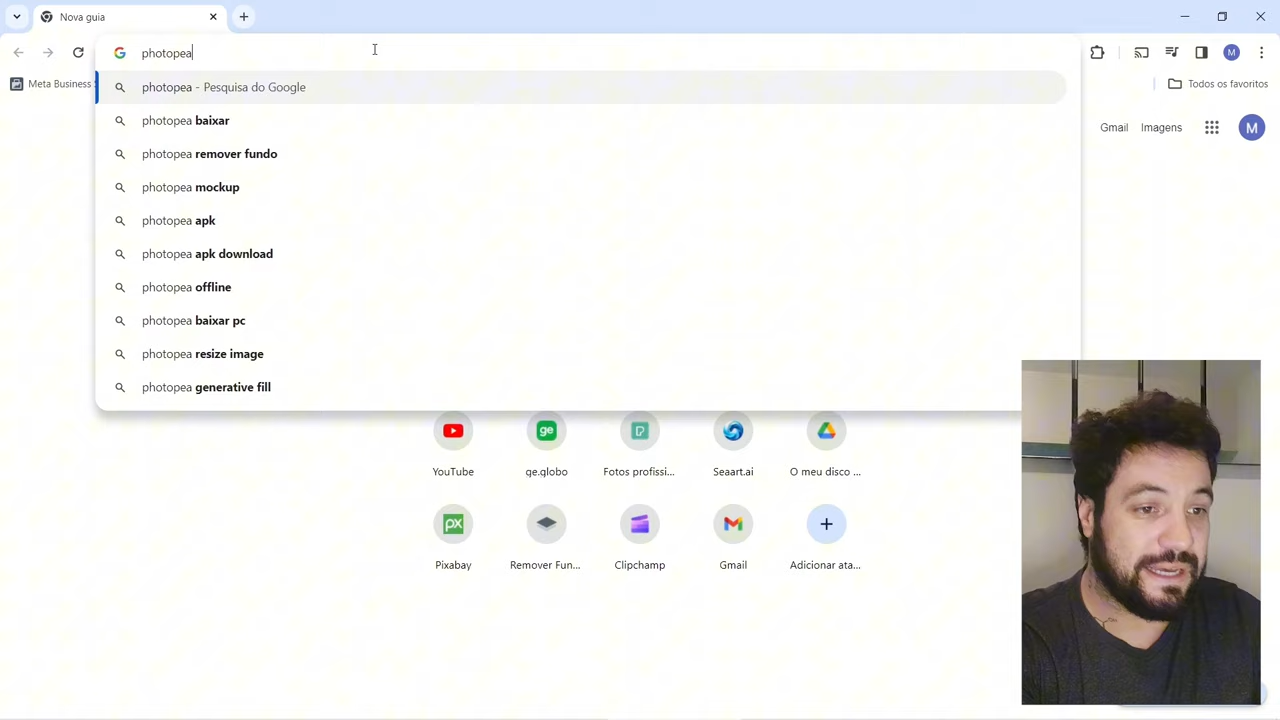 Nova guia
photopea
Meta Business
Todos os favoritos
photopea - Pesquisa do Google
photopea baixar
photopea remover fundo
photopea mockup
photopea apk
photopea apk download
photopea offline
photopea baixar pc
photopea resize image
photopea generative fill
Gmail Imagens M
M
YouTube ge.globo Fotos profissi... Seaart.ai O meu disco ...
Pixabay Remover Fun... Clipchamp Gmail Adicionar ata...
ge
px